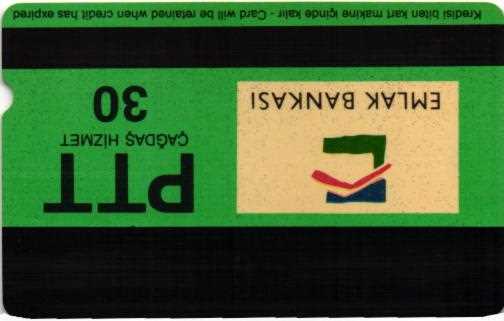 PTT
ÇAĞDAŞ HİZMET
30
EMLAK BANKASI
Kredisi biten kart makine içinde kalır - Card will be retained when credit has expired